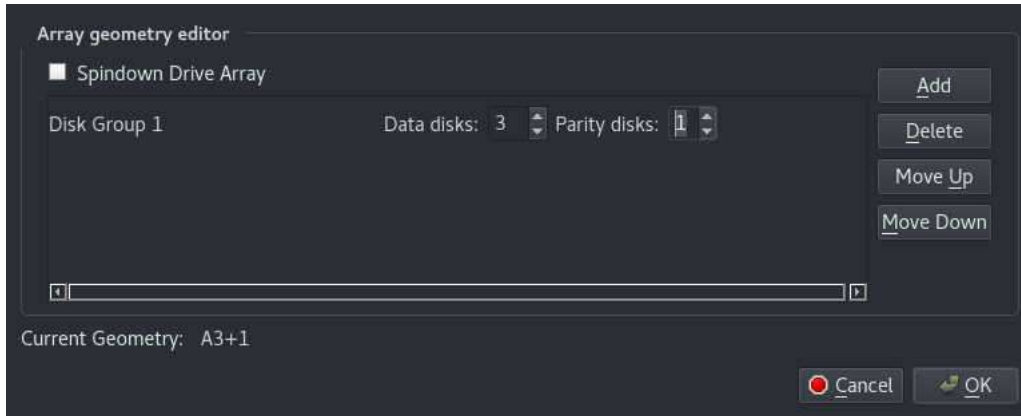 Array geometry editor
Spindown Drive Array
Disk Group 1 Data disks: 3 Parity disks: 1
Add
Delete
Move Up
Move Down
Current Geometry: A3+1
Cancel OK